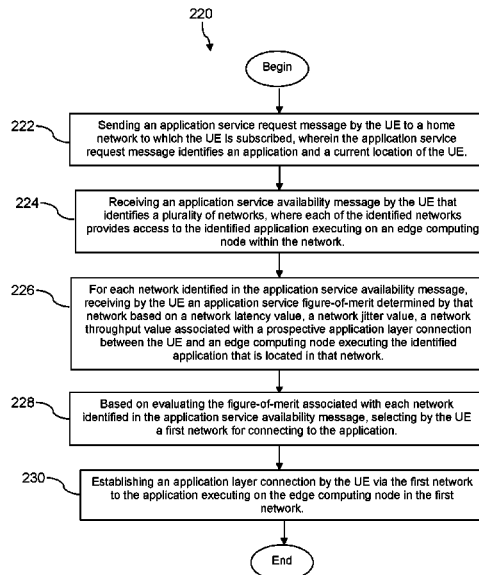 220
Begin
222
Sending an application service request message by the UE to a home
network to which the UE is subscribed, wherein the application service
request message identifies an application and a current location of the UE.
224
Receiving an application service availability message by the UE that
identifies a plurality of networks, where each of the identified networks
provides access to the identified application executing on an edge computing
node within the network.
226
For each network identified in the application service availability message,
receiving by the UE an application service figure-of-merit determined by that
network based on a network latency value, a network jitter value, a network
throughput value associated with a prospective application layer connection
between the UE and an edge computing node executing the identified
application that is located in that network.
228
Based on evaluating the figure-of-merit associated with each network
identified in the application service availability message, selecting by the UE
a first network for connecting to the application.
230
Establishing an application layer connection by the UE via the first network
to the application executing on the edge computing node in the first
network.
End